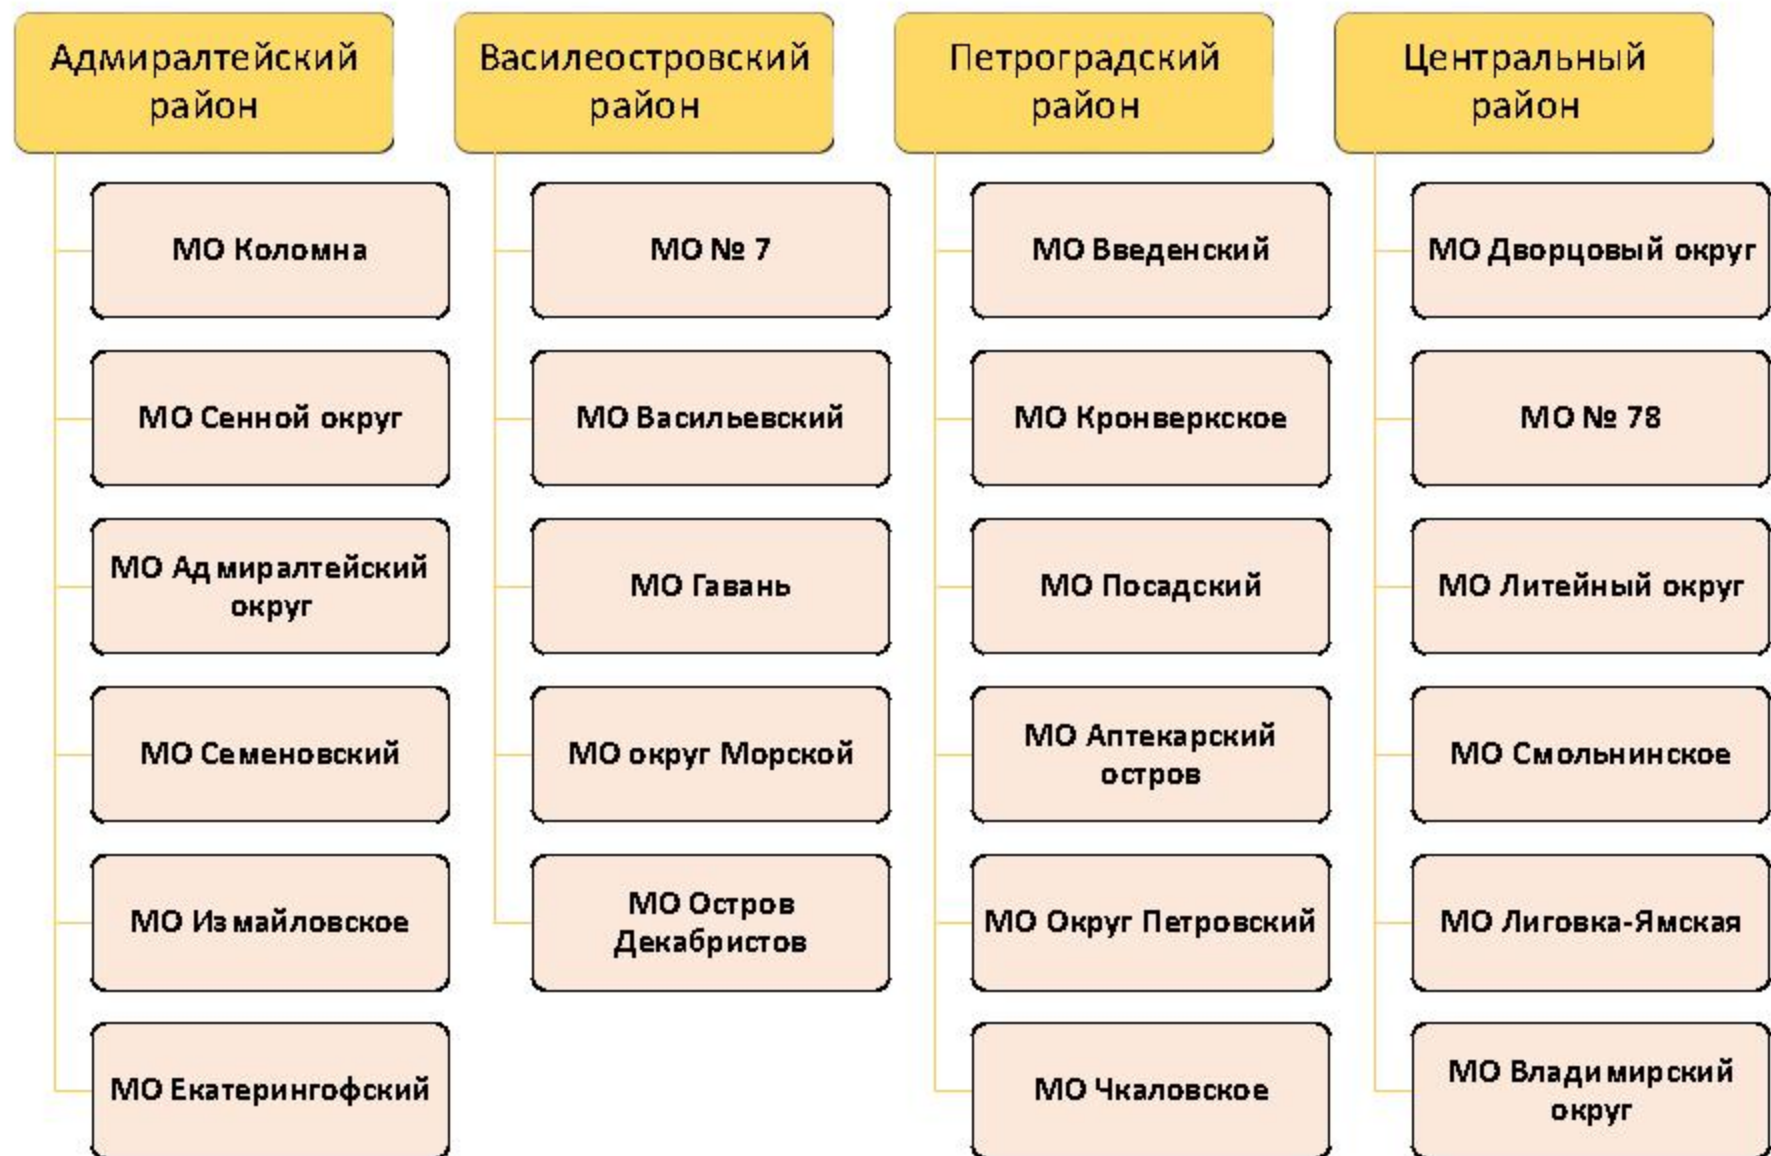 Адмиралтейский
район
МО Коломна
МО Сенной округ
МО Адмиралтейский
округ
МО Семеновский
МО Измайловское
МО Екатерингофский
Василеостровский
район
МО № 7
МО Васильевский
МО Гавань
МО округ Морской
МО Остров
Декабристов
Петроградский
район
МО Введенский
МО Кронверкское
МО Посадский
МО Аптекарский
остров
МО Округ Петровский
МО Чкаловское
Центральный
район
МО Дворцовый округ
МО № 78
МО Литейный округ
МО Смольнинское
МО Лиговка-Ямская
МО Владимирский
округ